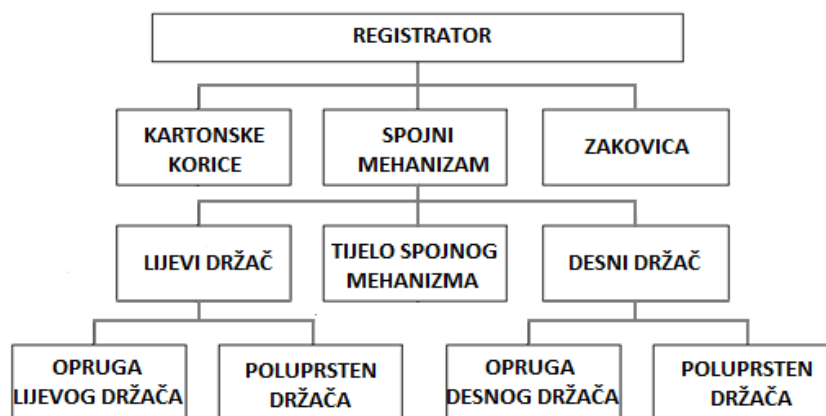 REGISTRATOR
KARTONSKE
KORICE
SPOJNI
MEHANIZAM
ZAKOVICA
LIJEVI DRŽAČ
TIJELO SPOJNOG
MEHANIZMA
DESNI DRŽAČ
OPRUGA
LIJEVOG DRŽAČA
POLUPRSTEN
DRŽAČA
OPRUGA
DESNOG DRŽAČA
POLUPRSTEN
DRŽAČA